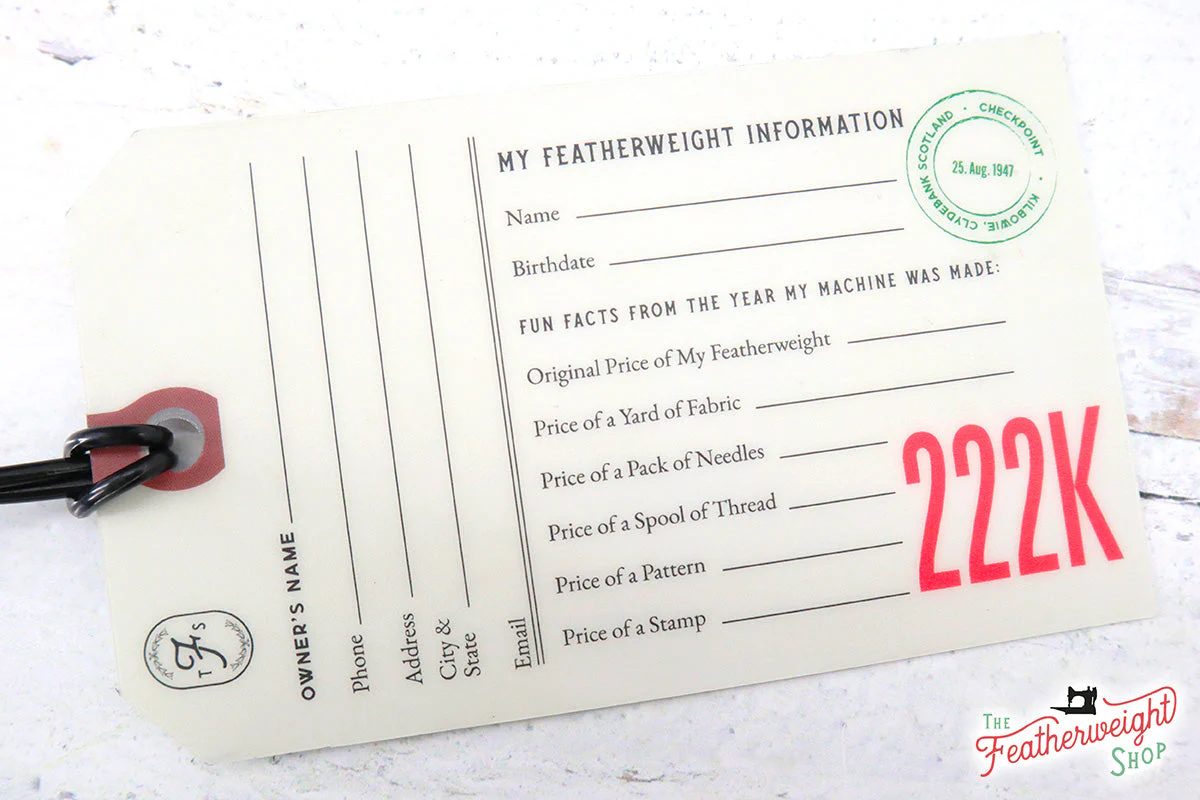 MY FEATHERWEIGHT INFORMATION
Name
Birthdate
FUN FACTS FROM THE YEAR MY MACHINE WAS MADE:
Original Price of My Featherweight
Price of a Yard of Fabric
Price of a Pack of Needles
Price of a Spool of Thread
Price of a Pattern
Price of a Stamp
222K
CHECKPOINT · KILBOWIE, CLYDEBANK SCOTLAND ·
25. Aug. 1947
OWNER'S NAME
Phone
Address
City &
State
Email
T F S
THE
Featherweight
SHOP